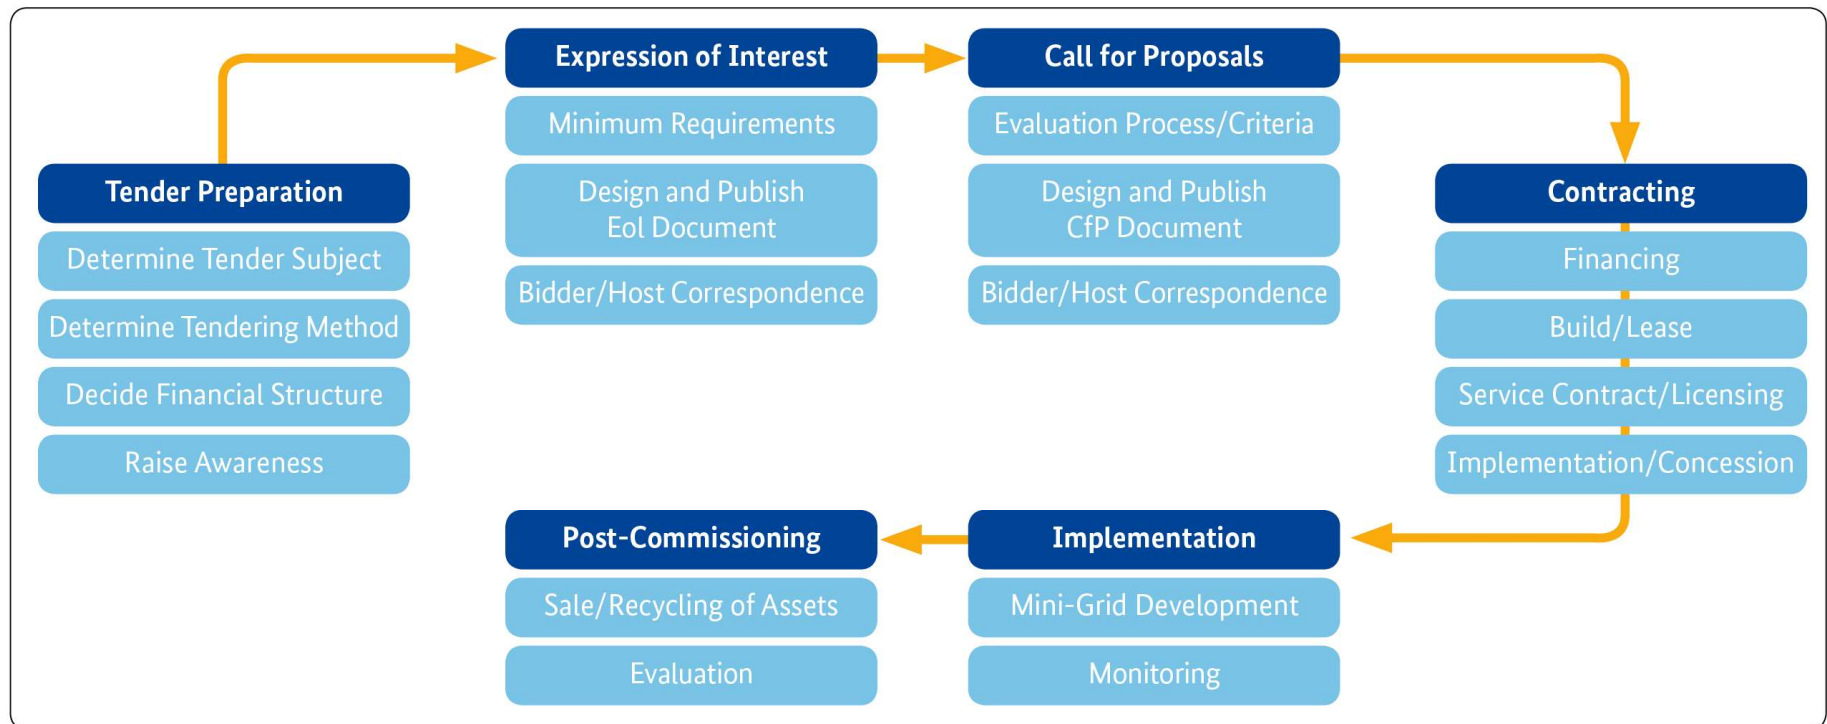 Tender Preparation
Determine Tender Subject
Determine Tendering Method
Decide Financial Structure
Raise Awareness
Expression of Interest
Minimum Requirements
Design and Publish
EoI Document
Bidder/Host Correspondence
Call for Proposals
Evaluation Process/Criteria
Design and Publish
CfP Document
Bidder/Host Correspondence
Contracting
Financing
Build/Lease
Service Contract/Licensing
Implementation/Concession
Implementation
Mini-Grid Development
Monitoring
Post-Commissioning
Sale/Recycling of Assets
Evaluation